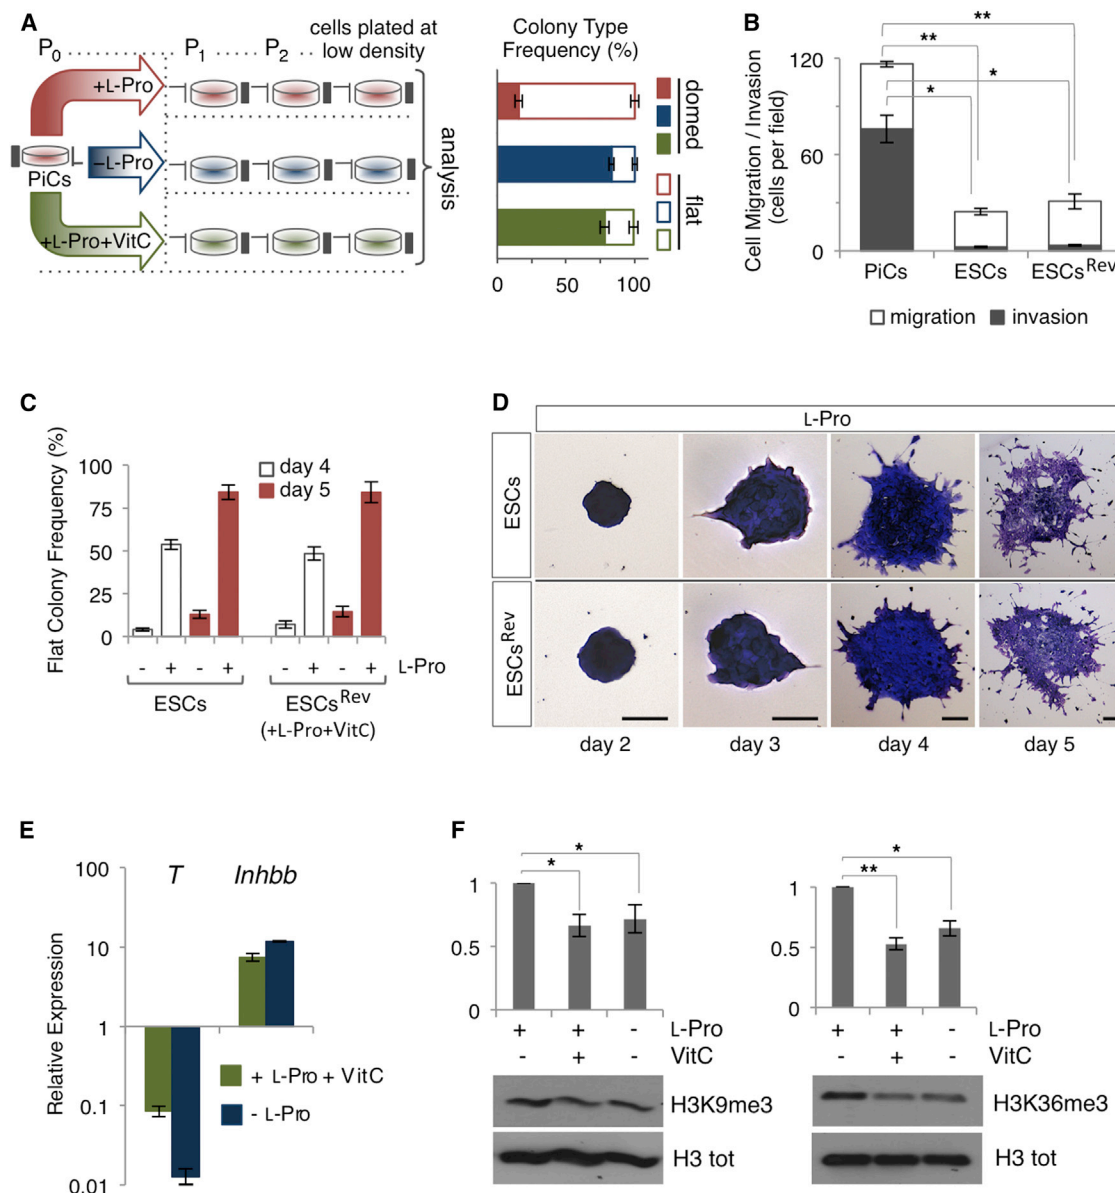 A
P0 P1 P2 cells plated at
low density
+L-Pro
−L-Pro
PiCs
+L-Pro+VitC
analysis
Colony Type
Frequency (%)
domed
flat
0 50 100
B
Cell Migration / Invasion
(cells per field)
120
60
0
**
**
*
*
PiCs ESCs ESCsRev
migration invasion
C
Flat Colony Frequency (%)
100
75
50
25
0
day 4
day 5
- + - + - + - + L-Pro
ESCs ESCsRev
(+L-Pro+VitC)
D
L-Pro
ESCs
ESCsRev
day 2 day 3 day 4 day 5
E
Relative Expression
100
10
1
0.1
0.01
T Inhbb
+ L-Pro + VitC
- L-Pro
F
*
*
1
0.5
0
+ + - L-Pro
- + - VitC
H3K9me3
H3 tot
*
**
1
0.5
0
+ + - L-Pro
- + - VitC
H3K36me3
H3 tot